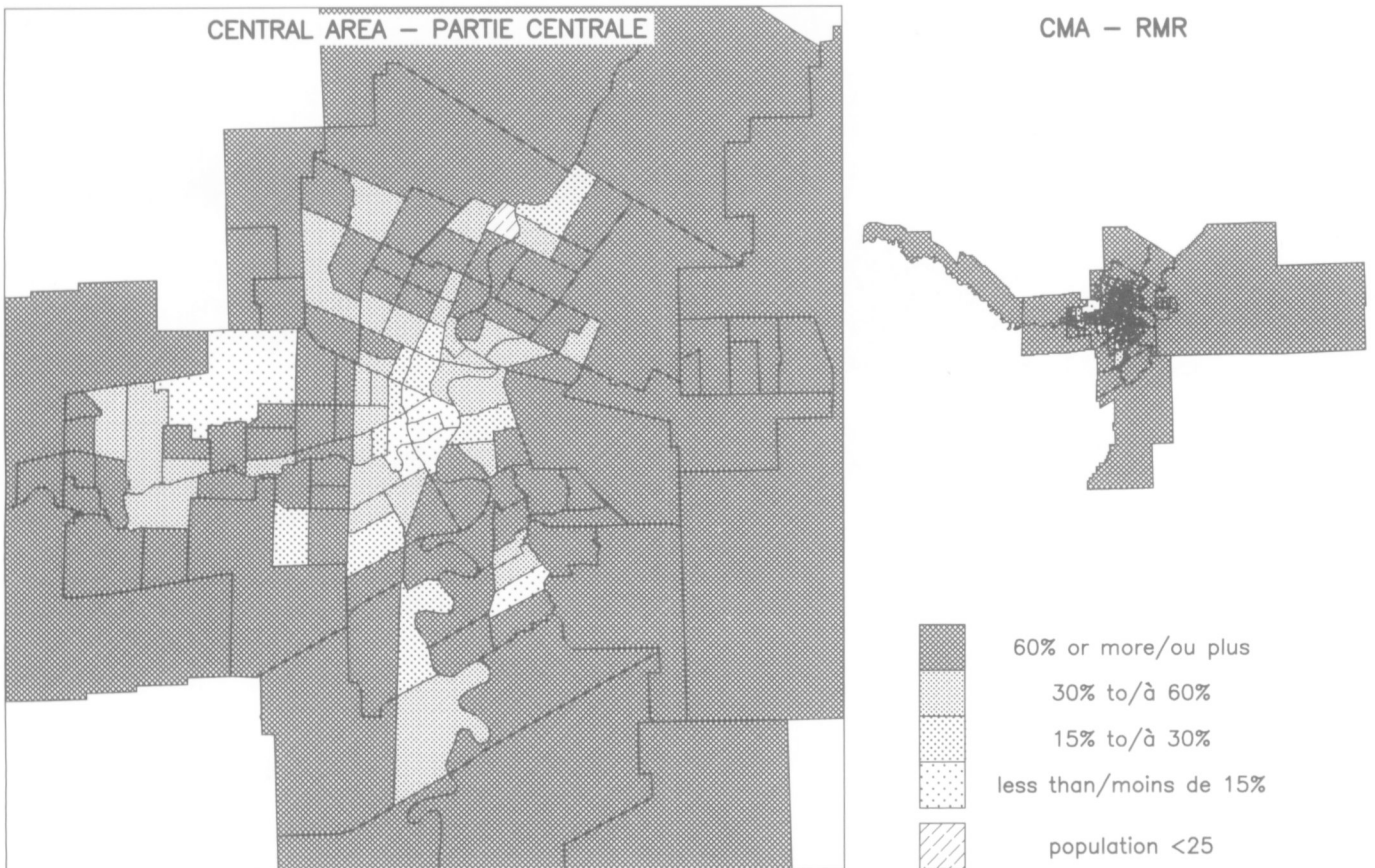 CENTRAL AREA – PARTIE CENTRALE
CMA – RMR
60% or more/ou plus
30% to/à 60%
15% to/à 30%
less than/moins de 15%
population <25